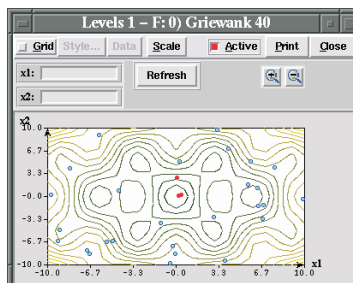 Levels 1 – F: 0) Griewank 40
Grid Style... Data Scale Active Print Close
x1:
Refresh
x2:
x2
10.0
6.7
3.3
-0.0
-3.3
-6.7
-10.0
x1
-10.0 -6.7 -3.3 -0.0 3.3 6.7 10.0